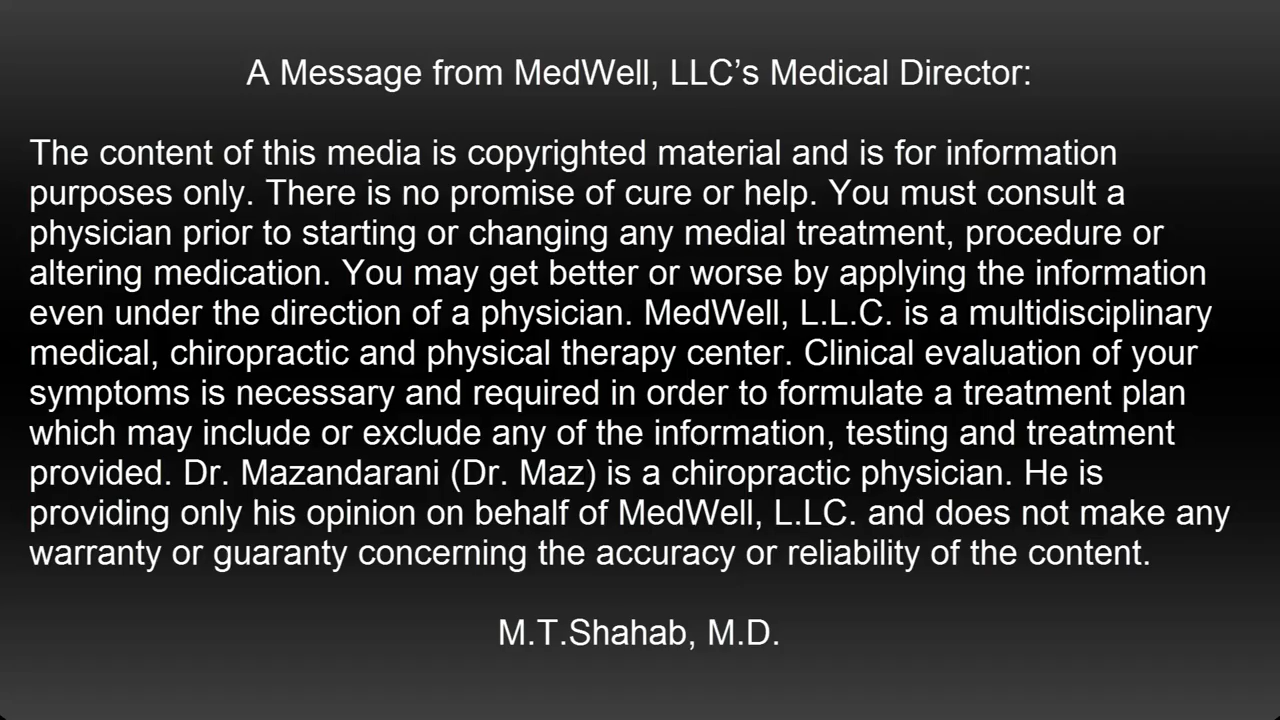 A Message from MedWell, LLC’s Medical Director:
The content of this media is copyrighted material and is for information
purposes only. There is no promise of cure or help. You must consult a
physician prior to starting or changing any medial treatment, procedure or
altering medication. You may get better or worse by applying the information
even under the direction of a physician. MedWell, L.L.C. is a multidisciplinary
medical, chiropractic and physical therapy center. Clinical evaluation of your
symptoms is necessary and required in order to formulate a treatment plan
which may include or exclude any of the information, testing and treatment
provided. Dr. Mazandarani (Dr. Maz) is a chiropractic physician. He is
providing only his opinion on behalf of MedWell, L.LC. and does not make any
warranty or guaranty concerning the accuracy or reliability of the content.
M.T.Shahab, M.D.